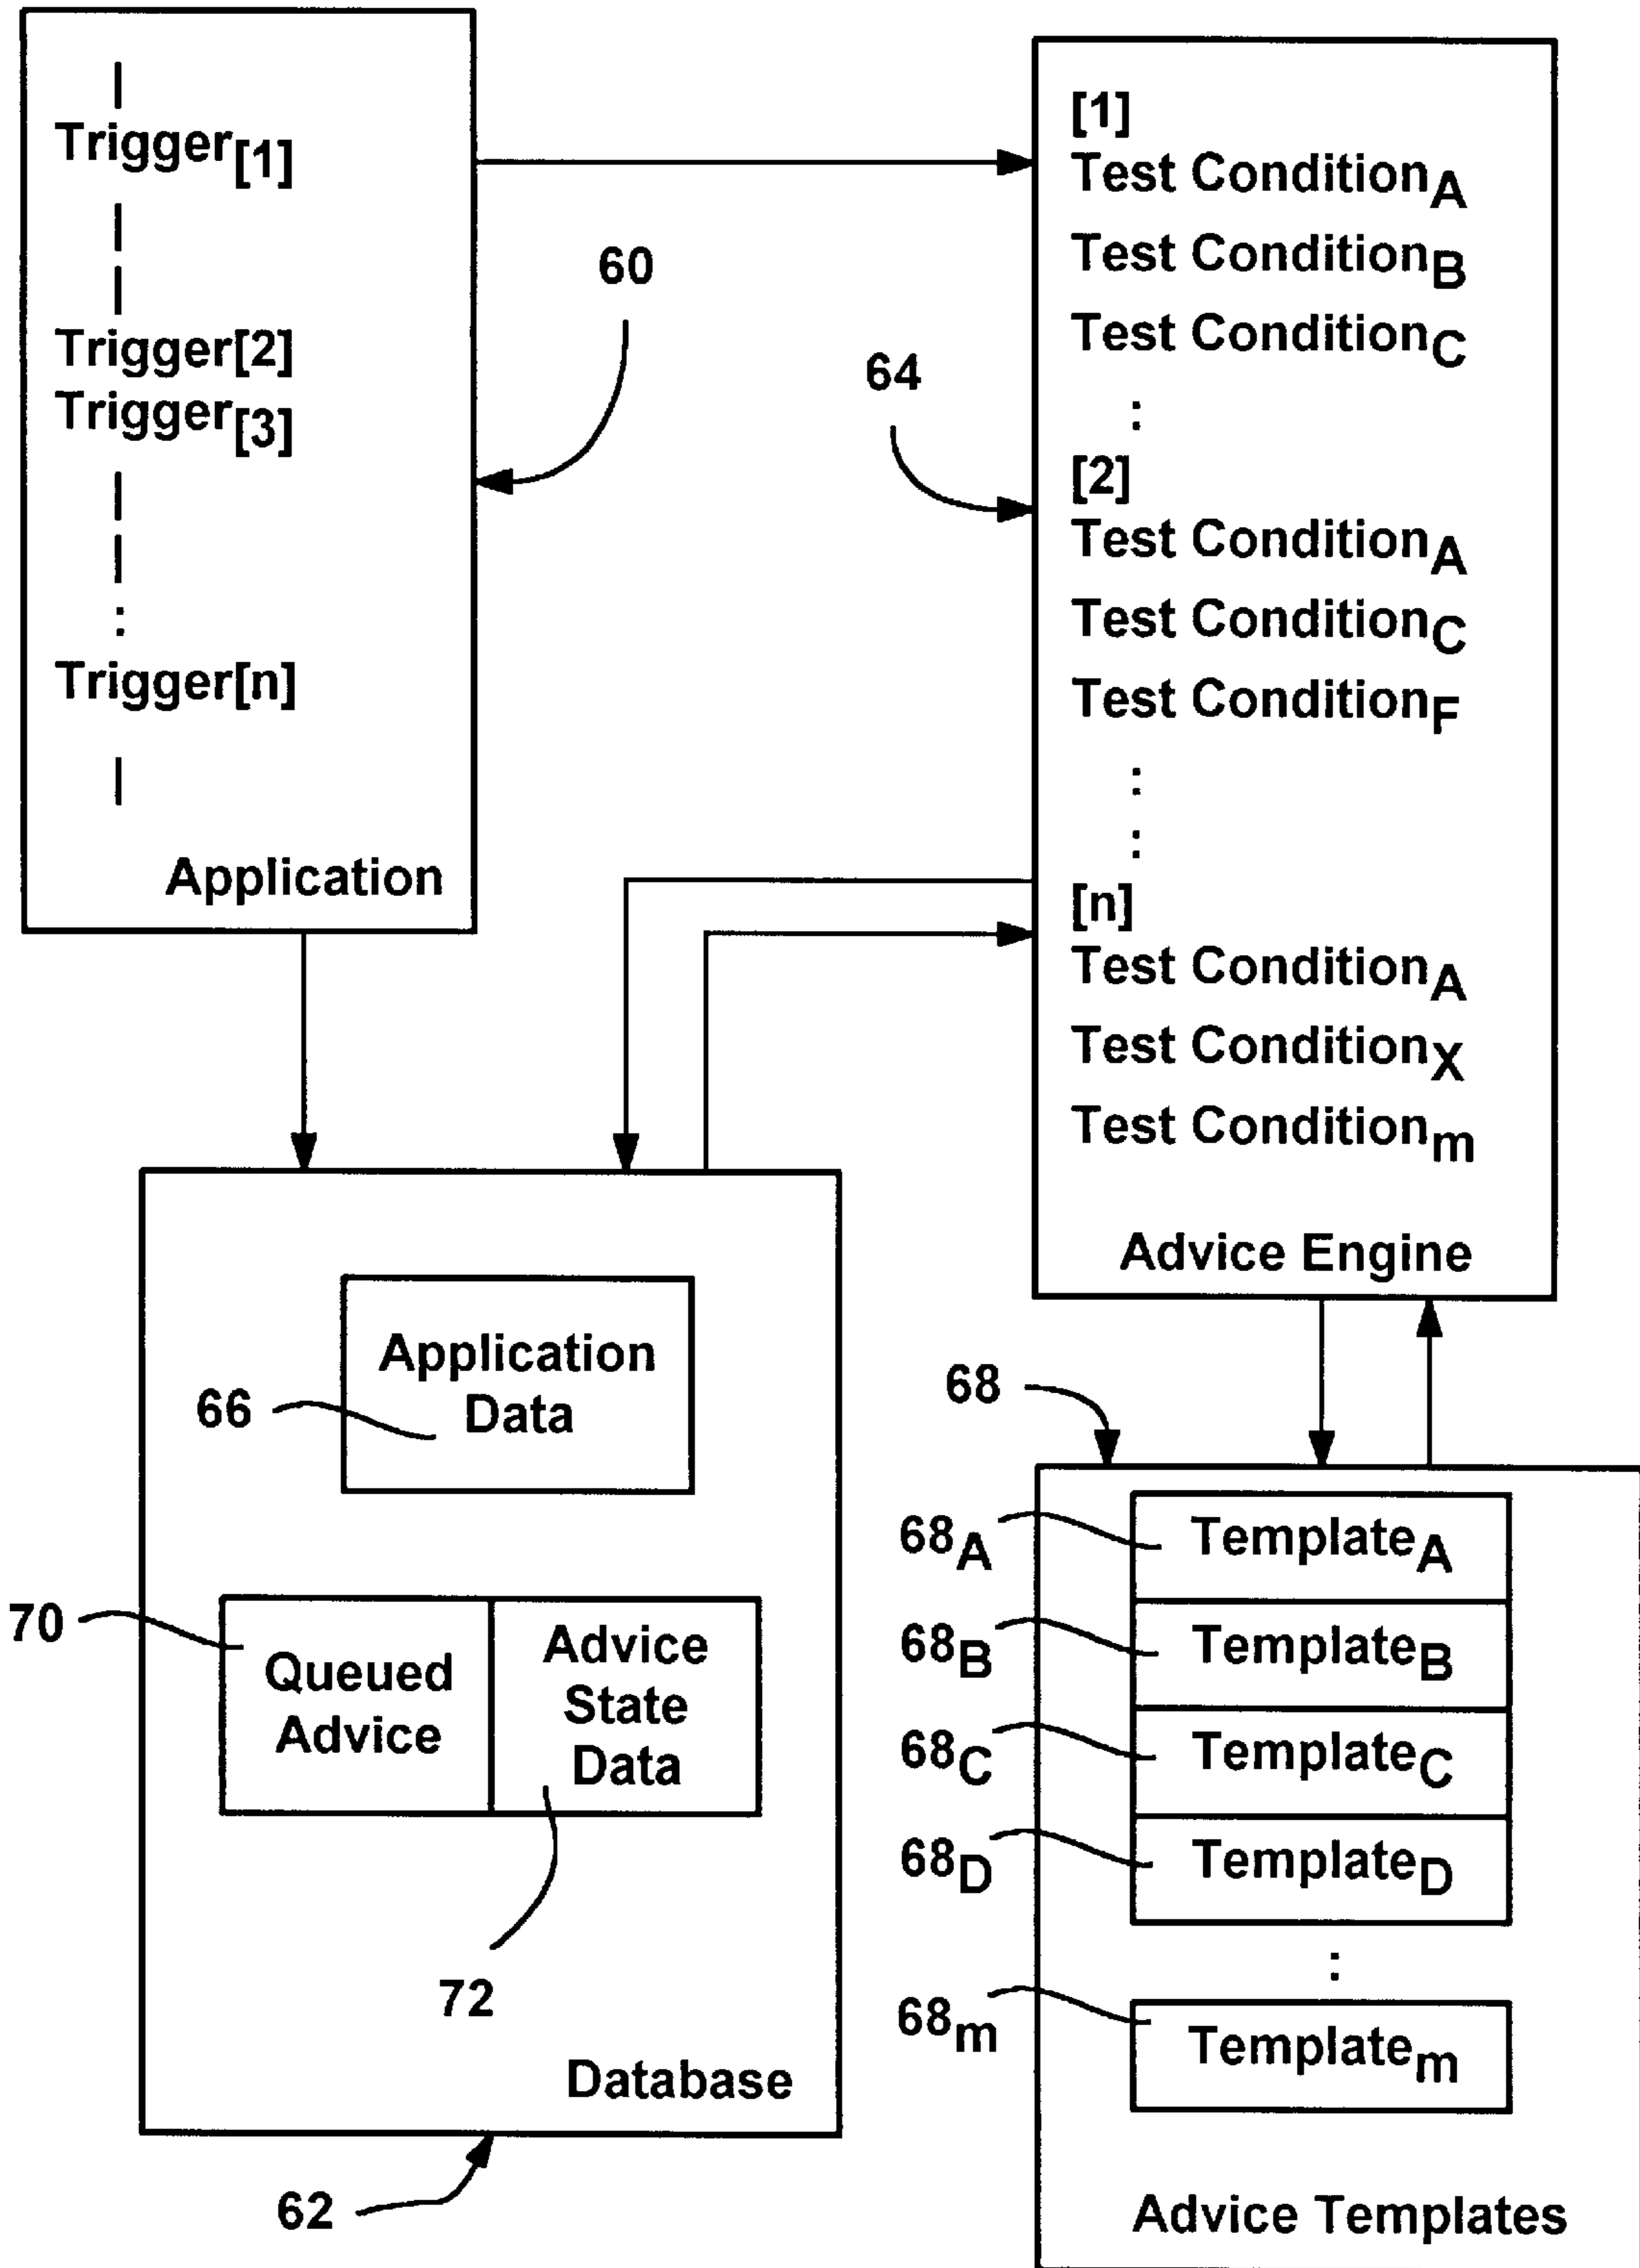 Trigger[1]
Trigger[2]
Trigger[3]
:
Trigger[n]
Application
60
64
[1]
Test ConditionA
Test ConditionB
Test ConditionC
:
[2]
Test ConditionA
Test ConditionC
Test ConditionF
:
:
[n]
Test ConditionA
Test ConditionX
Test Conditionm
Advice Engine
Application
Data
66
70
Queued
Advice
Advice
State
Data
72
Database
62
68
68A
TemplateA
68B
TemplateB
68C
TemplateC
68D
TemplateD
:
68m
Templatem
Advice Templates